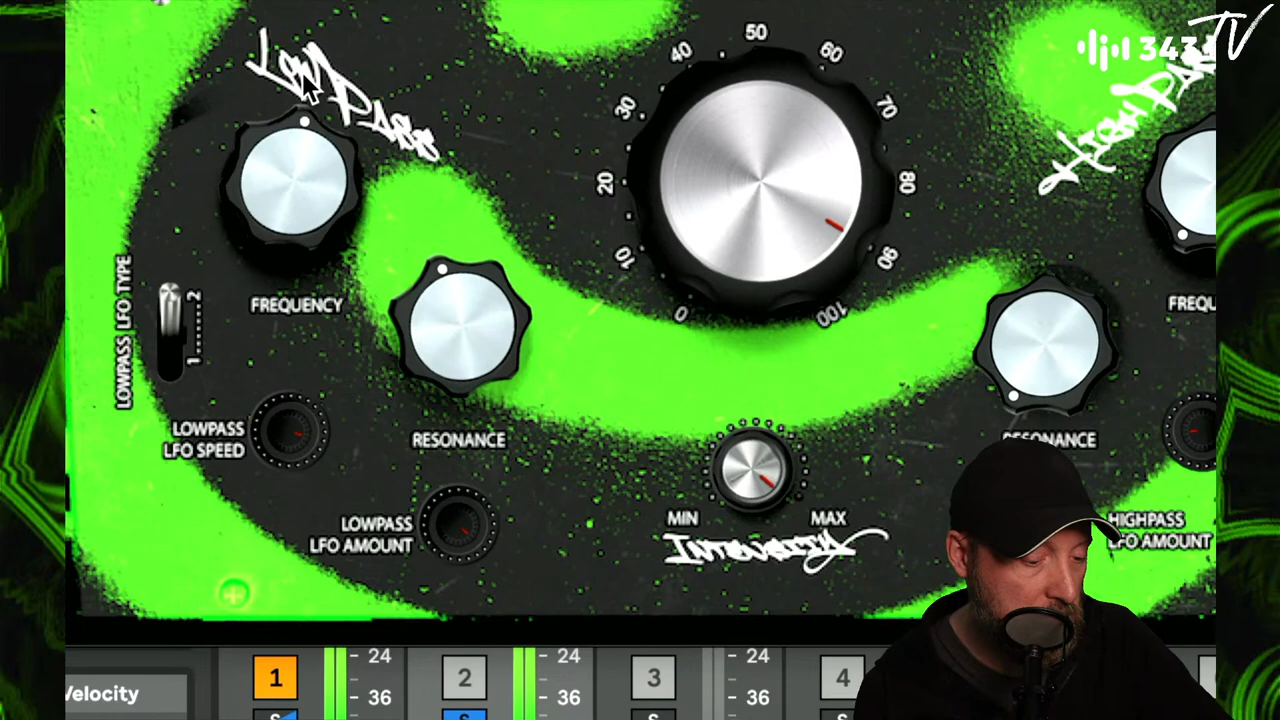 343
TV
LOW PASS
HIGH PASS
50
40
60
30
70
20
80
10
90
0
100
LOWPASS LFO TYPE
2
1
FREQUENCY
FREQU
LOWPASS
LFO SPEED
RESONANCE
RESONANCE
LOWPASS
LFO AMOUNT
MIN
MAX
INTENSITY
HIGHPASS
LFO AMOUNT
Velocity
1
24
36
S
2
24
36
S
3
24
36
S
4